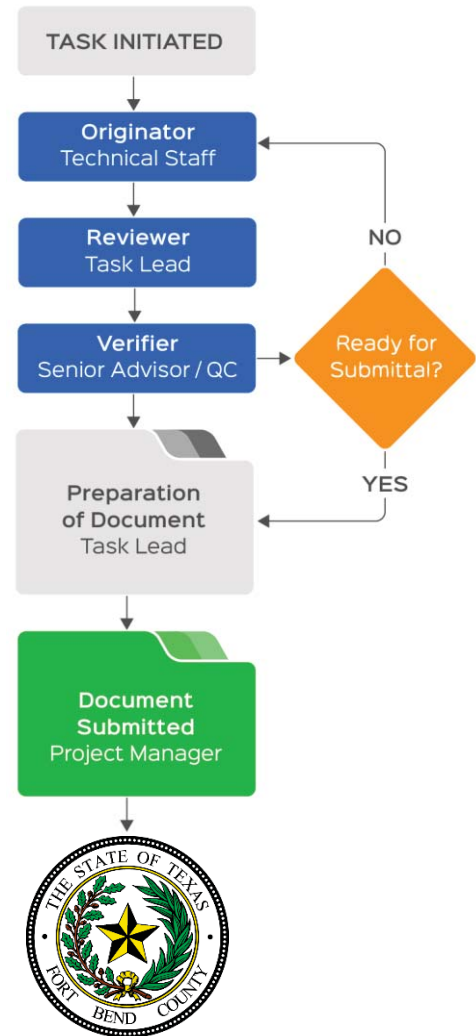 TASK INITIATED
Originator
Technical Staff
NO
Reviewer
Task Lead
Verifier
Senior Advisor / QC
Ready for
Submittal?
YES
Preparation
of Document
Task Lead
Document
Submitted
Project Manager
THE STATE OF TEXAS
FORT BEND COUNTY